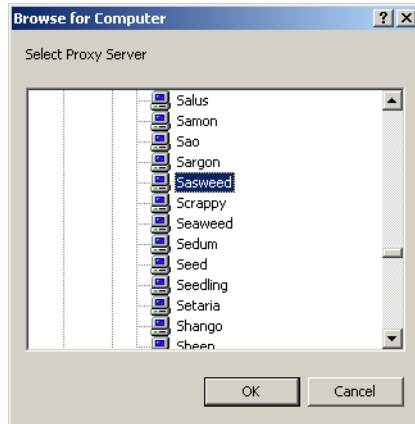 Browse for Computer
Select Proxy Server
Salus
Samon
Sao
Sargon
Sasweed
Scrappy
Seaweed
Sedum
Seed
Seedling
Setaria
Shango
Sheep
OK Cancel